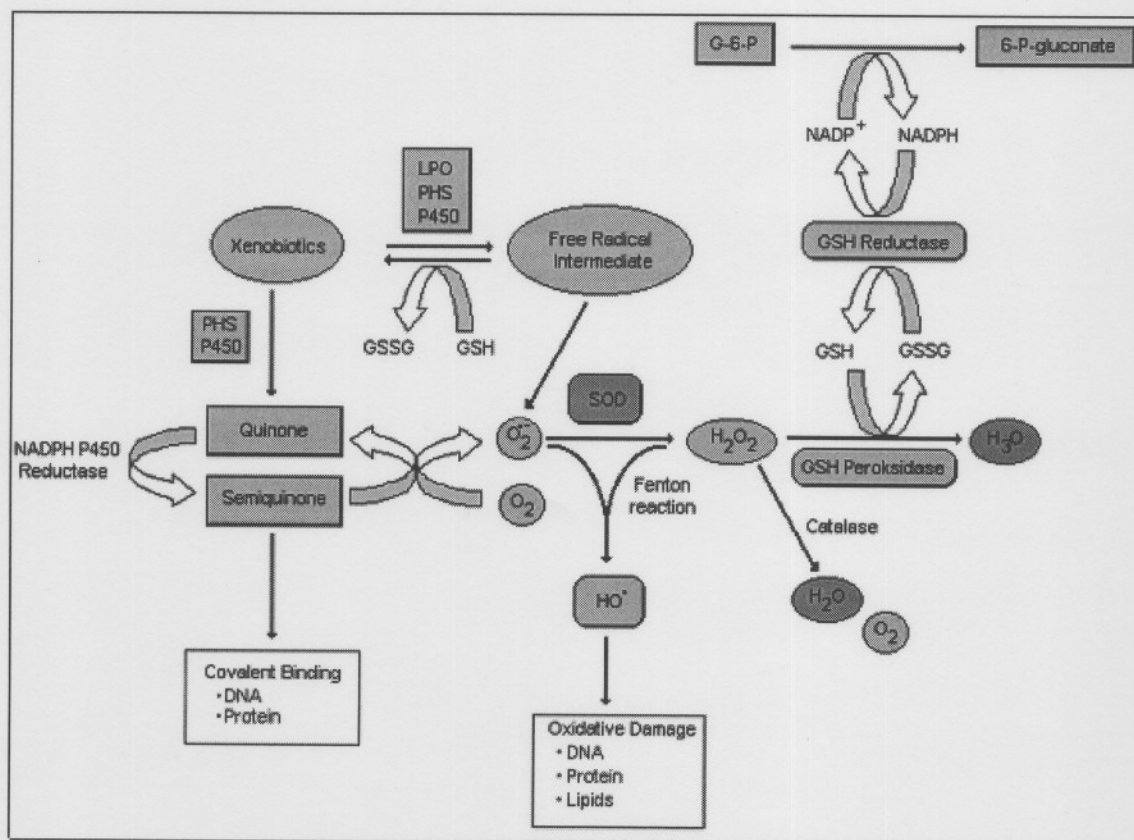 G-6-P
6-P-gluconate
NADP+
NADPH
LPO
PHS
P450
Xenobiotics
Free Radical
Intermediate
GSH Reductase
PHS
P450
GSSG
GSH
GSH
GSSG
SOD
Quinone
O2•-
H2O2
H3O
NADPH P450
Reductase
GSH Peroksidase
Semiquinone
O2
Fenton
reaction
Catalase
HO•
H2O
O2
Covalent Binding
• DNA
• Protein
Oxidative Damage
• DNA
• Protein
• Lipids